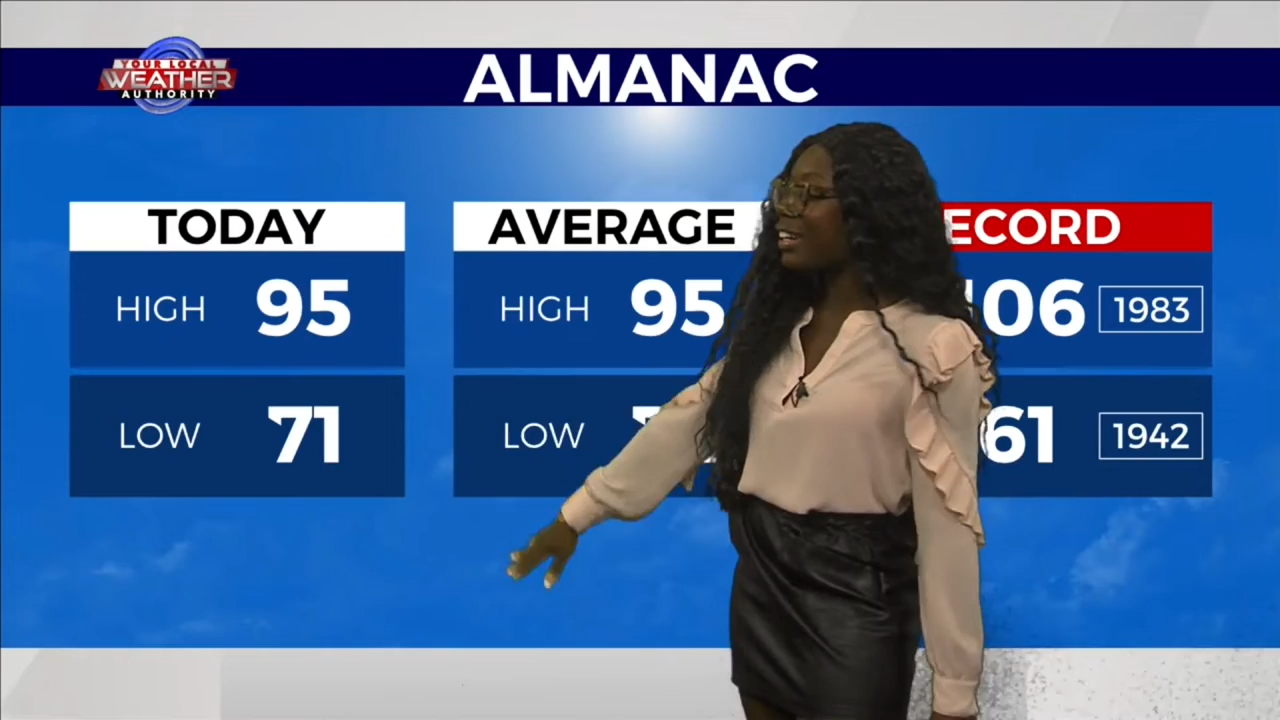 YOUR LOCAL
WEATHER
AUTHORITY
ALMANAC
TODAY
HIGH 95
LOW 71
AVERAGE
HIGH 95
LOW
ECORD
06 1983
61 1942